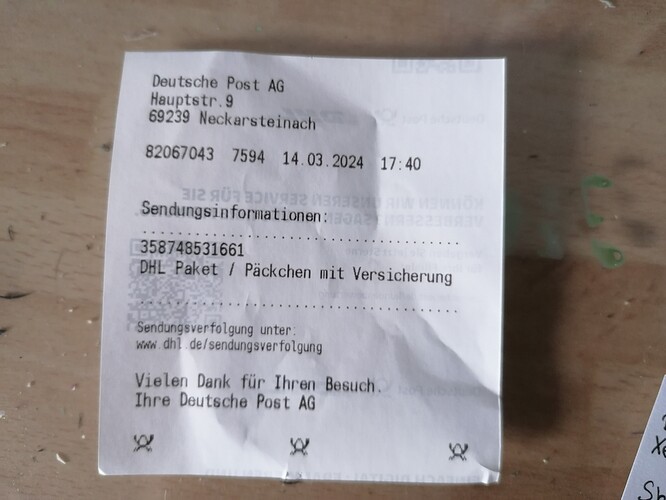 Deutsche Post AG
Hauptstr.9
69239 Neckarsteinach
82067043 7594 14.03.2024 17:40
Sendungsinformationen:
358748531661
DHL Paket / Päckchen mit Versicherung
Sendungsverfolgung unter:
www.dhl.de/sendungsverfolgung
Vielen Dank für Ihren Besuch.
Ihre Deutsche Post AG